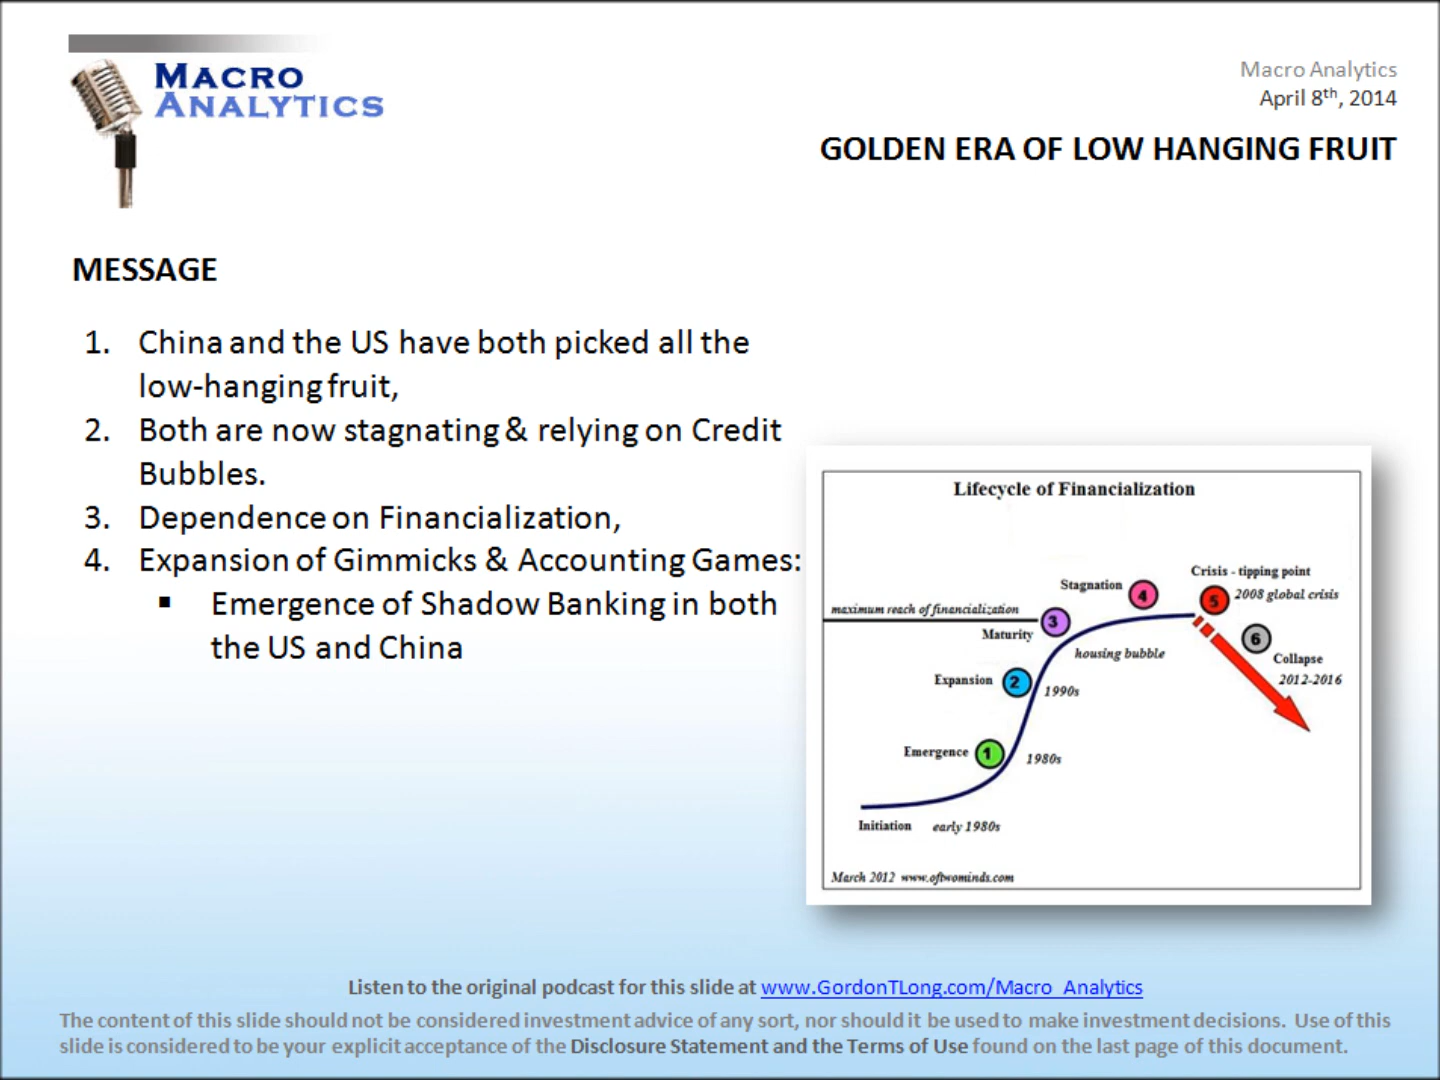 MACRO
ANALYTICS
Macro Analytics
April 8th, 2014
GOLDEN ERA OF LOW HANGING FRUIT
MESSAGE
1. China and the US have both picked all the
low-hanging fruit,
2. Both are now stagnating & relying on Credit
Bubbles.
3. Dependence on Financialization,
4. Expansion of Gimmicks & Accounting Games:
▪ Emergence of Shadow Banking in both
the US and China
Lifecycle of Financialization
Crisis - tipping point
Stagnation 4
5 2008 global crisis
maximum reach of financialization
3
Maturity
6
housing bubble
Collapse
2012-2016
Expansion 2
1990s
Emergence 1
1980s
Initiation early 1980s
March 2012 www.oftwominds.com
Listen to the original podcast for this slide at www.GordonTLong.com/Macro_Analytics
The content of this slide should not be considered investment advice of any sort, nor should it be used to make investment decisions. Use of this
slide is considered to be your explicit acceptance of the Disclosure Statement and the Terms of Use found on the last page of this document.